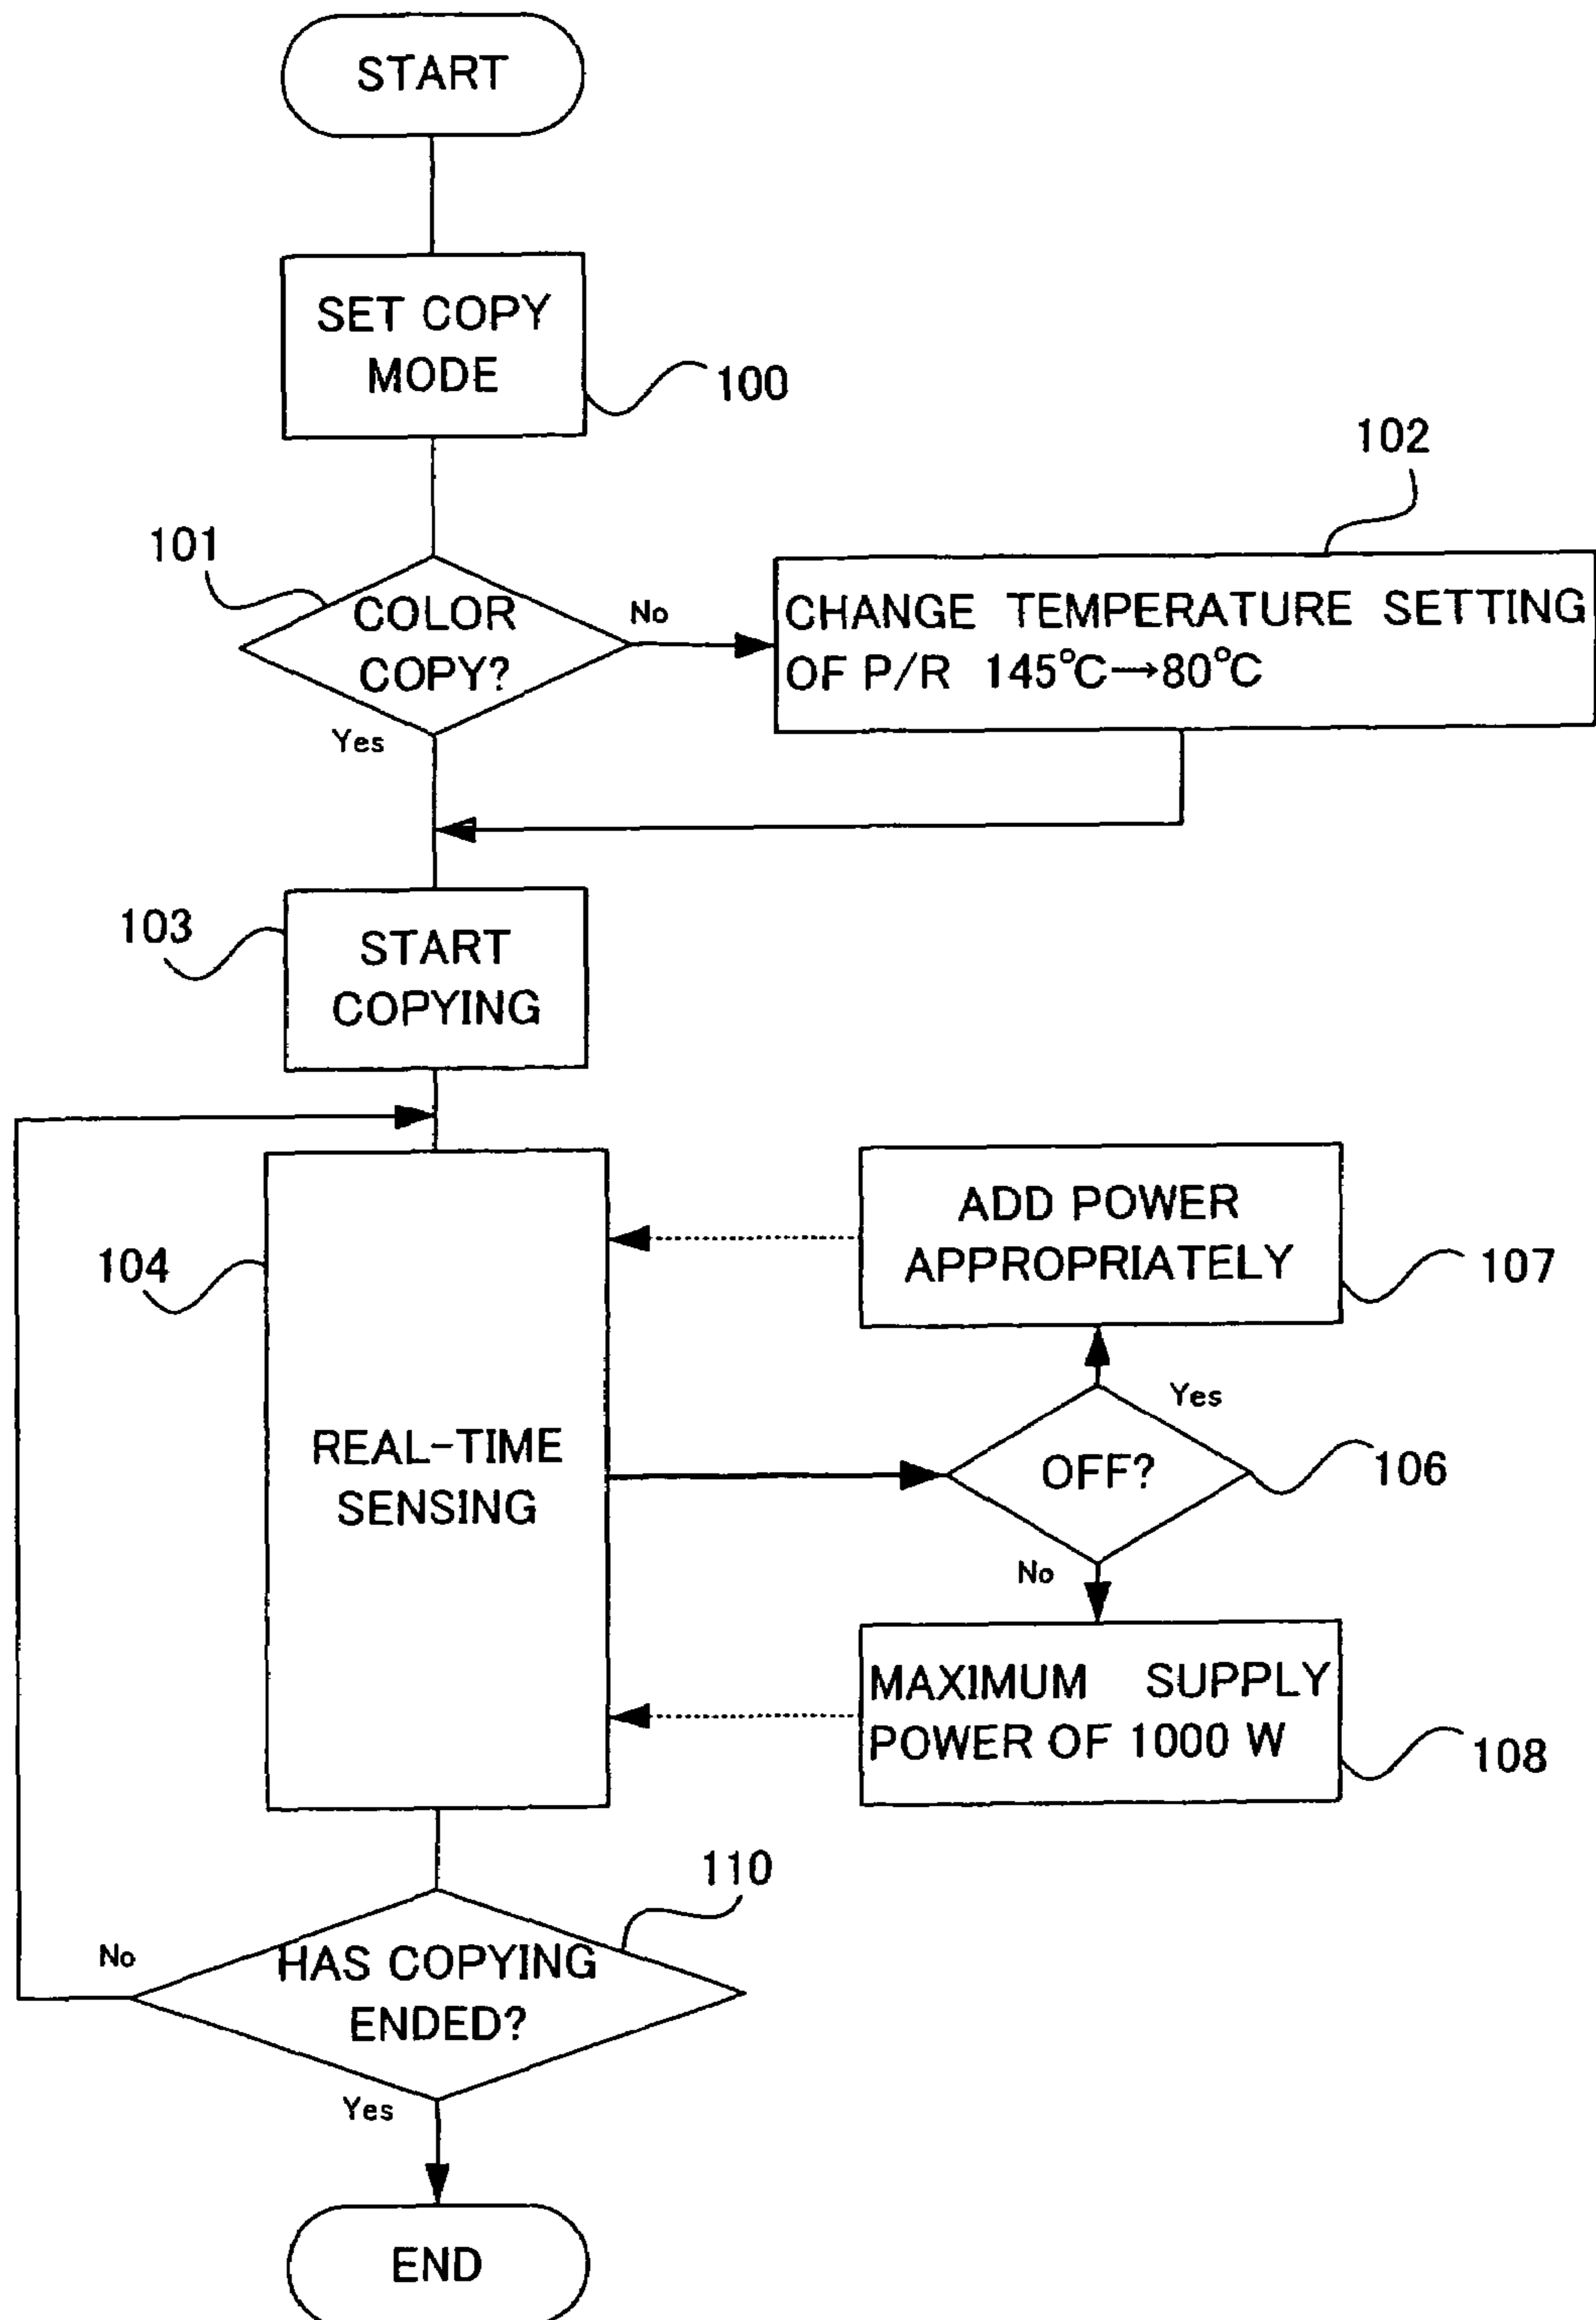 START
SET COPY
MODE
100
101
COLOR
COPY?
No
Yes
102
CHANGE TEMPERATURE SETTING
OF P/R 145°C→80°C
103
START
COPYING
104
REAL-TIME
SENSING
ADD POWER
APPROPRIATELY
107
Yes
OFF?
106
No
MAXIMUM SUPPLY
POWER OF 1000 W
108
110
No
HAS COPYING
ENDED?
Yes
END